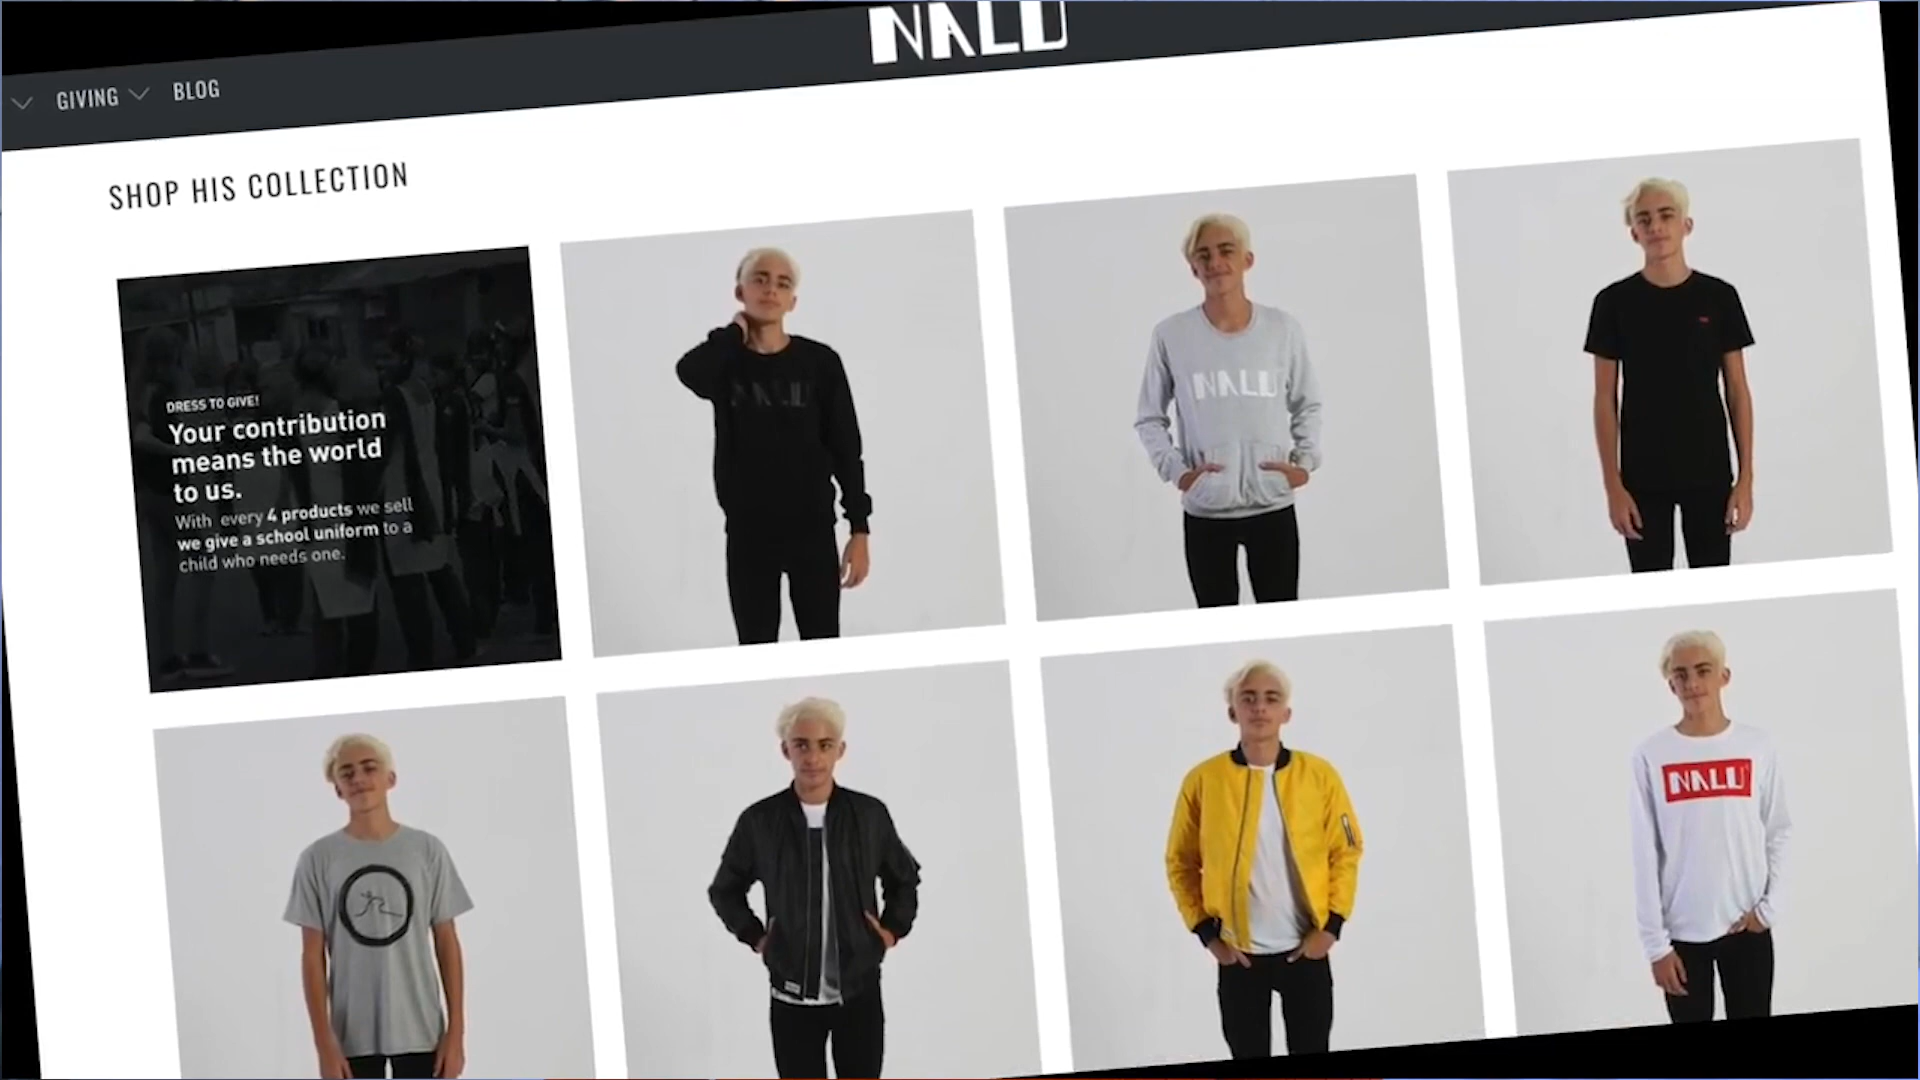 NALU
GIVING BLOG
SHOP HIS COLLECTION
DRESS TO GIVE!
Your contribution
means the world
to us.
With every 4 products we sell
we give a school uniform to a
child who needs one.
NALU
NALU
NALU